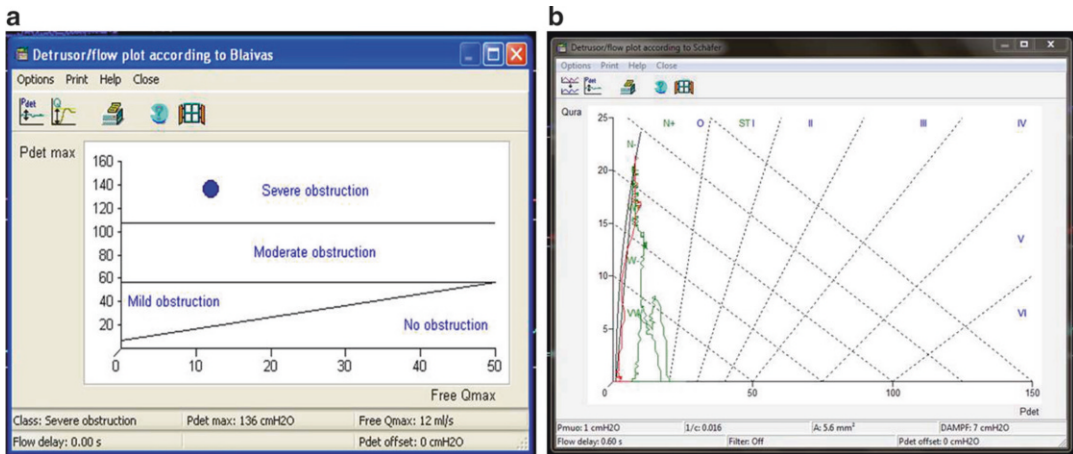 a
Detrusor/flow plot according to Blaivas
Options Print Help Close
Pdet Q
Pdet max
160
140
120
100
80
60
40
20
Severe obstruction
Moderate obstruction
Mild obstruction
No obstruction
0 10 20 30 40 50
Free Qmax
Class: Severe obstruction Pdet max: 136 cmH2O Free Qmax: 12 ml/s
Flow delay: 0.00 s Pdet offset: 0 cmH2O
b
Detrusor/flow plot according to Schäfer
Options Print Help Close
Pdet
Qura
25
20
15
10
5
N+ O ST I II III IV
N-
W-
V
VI
0 50 100 150
Pdet
Pmuo: 1 cmH2O 1/c: 0.016 A: 5.6 mm² DAMPF: 7 cmH2O
Flow delay: 0.60 s Filter: Off Pdet offset: 0 cmH2O